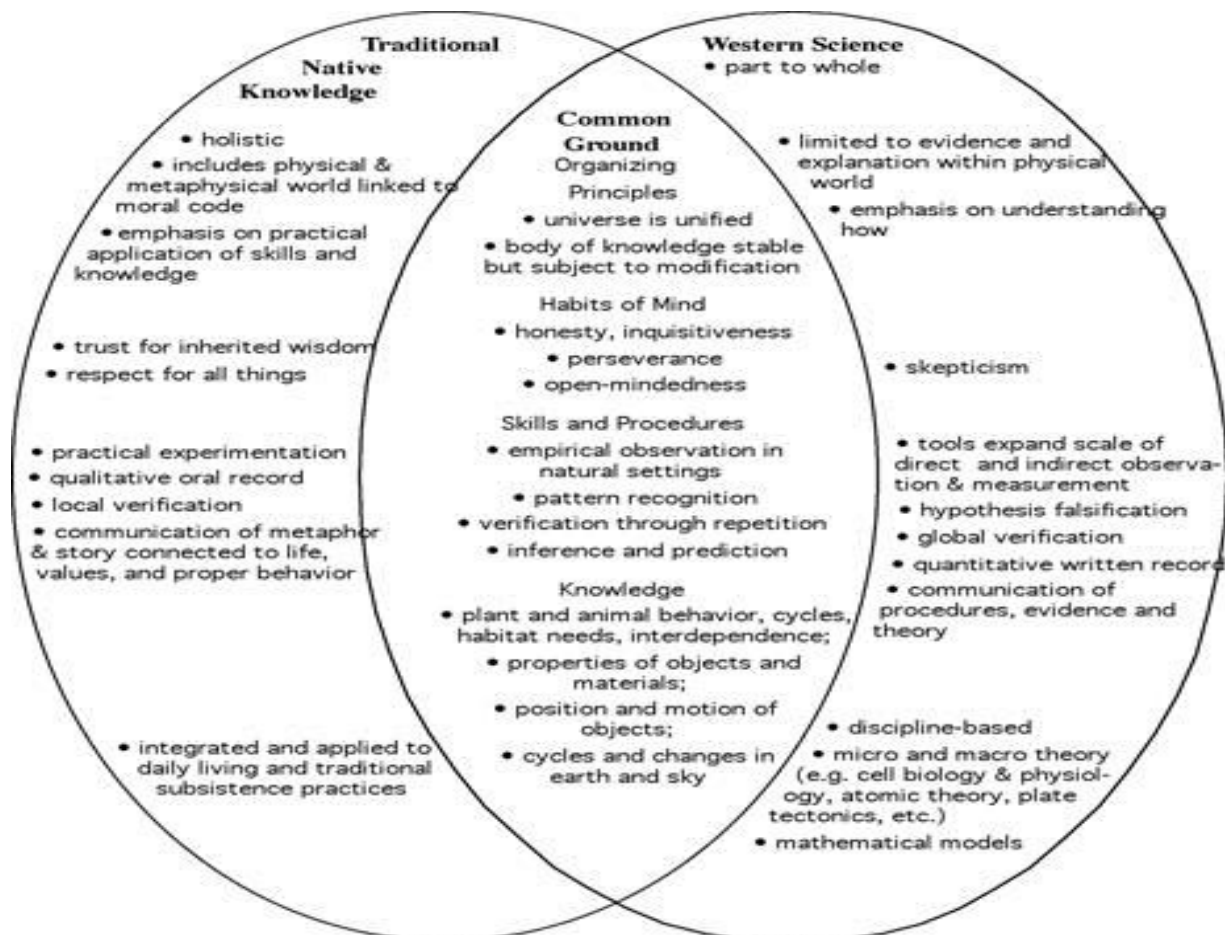 Traditional
Native
Knowledge
• holistic
• includes physical &
metaphysical world linked to
moral code
• emphasis on practical
application of skills and
knowledge
• trust for inherited wisdom
• respect for all things
• practical experimentation
• qualitative oral record
• local verification
• communication of metaphor
& story connected to life,
values, and proper behavior
• integrated and applied to
daily living and traditional
subsistence practices
Common
Ground
Organizing
Principles
• universe is unified
• body of knowledge stable
but subject to modification
Habits of Mind
• honesty, inquisitiveness
• perseverance
• open-mindedness
Skills and Procedures
• empirical observation in
natural settings
• pattern recognition
• verification through repetition
• inference and prediction
Knowledge
• plant and animal behavior, cycles,
habitat needs, interdependence;
• properties of objects and
materials;
• position and motion of
objects;
• cycles and changes in
earth and sky
Western Science
• part to whole
• limited to evidence and
explanation within physical
world
• emphasis on understanding
how
• skepticism
• tools expand scale of
direct and indirect observa-
tion & measurement
• hypothesis falsification
• global verification
• quantitative written record
• communication of
procedures, evidence and
theory
• discipline-based
• micro and macro theory
(e.g. cell biology & physiol-
ogy, atomic theory, plate
tectonics, etc.)
• mathematical models